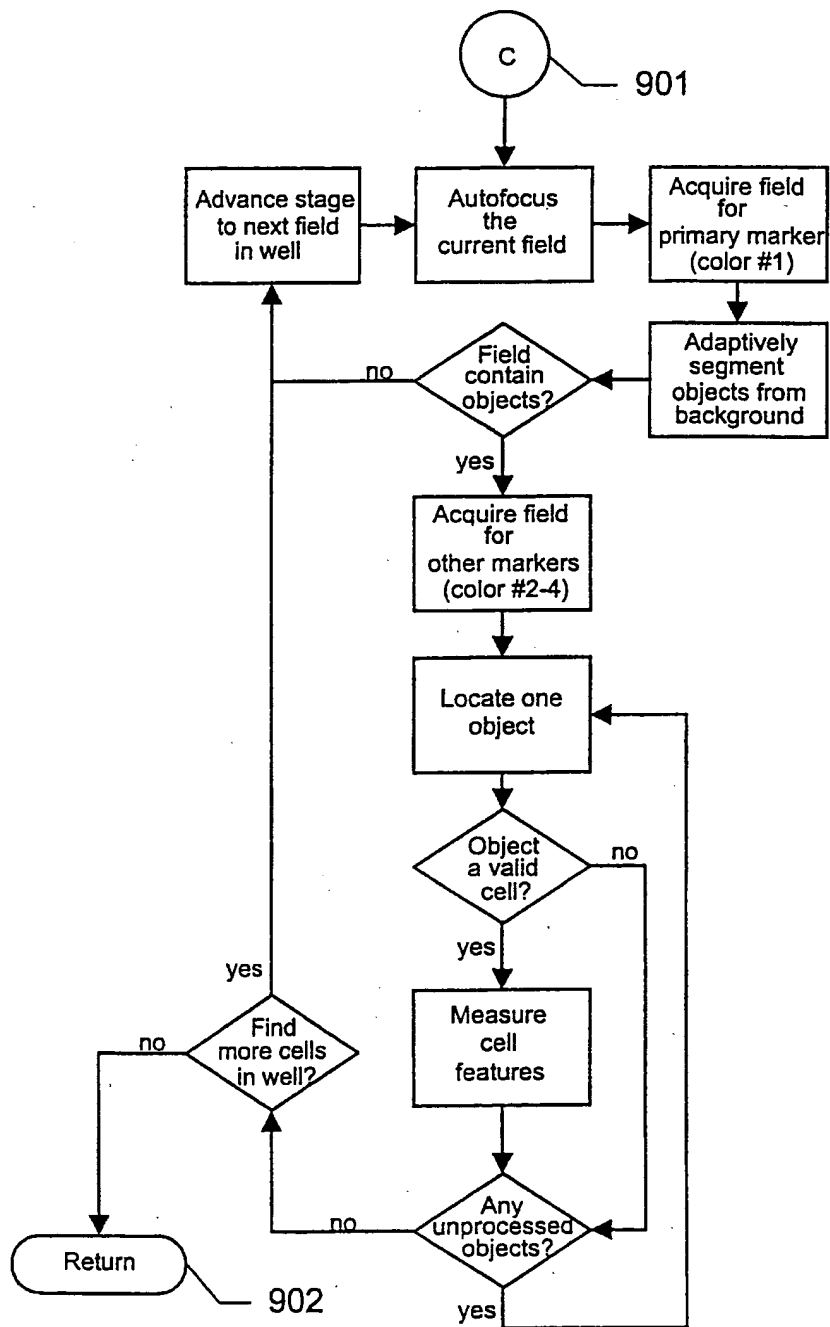 C
901
Advance stage
to next field
in well
Autofocus
the
current field
Acquire field
for
primary marker
(color #1)
Adaptively
segment
objects from
background
Field
contain
objects?
no
yes
Acquire field
for
other markers
(color #2-4)
Locate one
object
Object
a valid
cell?
no
yes
Measure
cell
features
Any
unprocessed
objects?
no
yes
Find
more cells
in well?
yes
no
Return
902